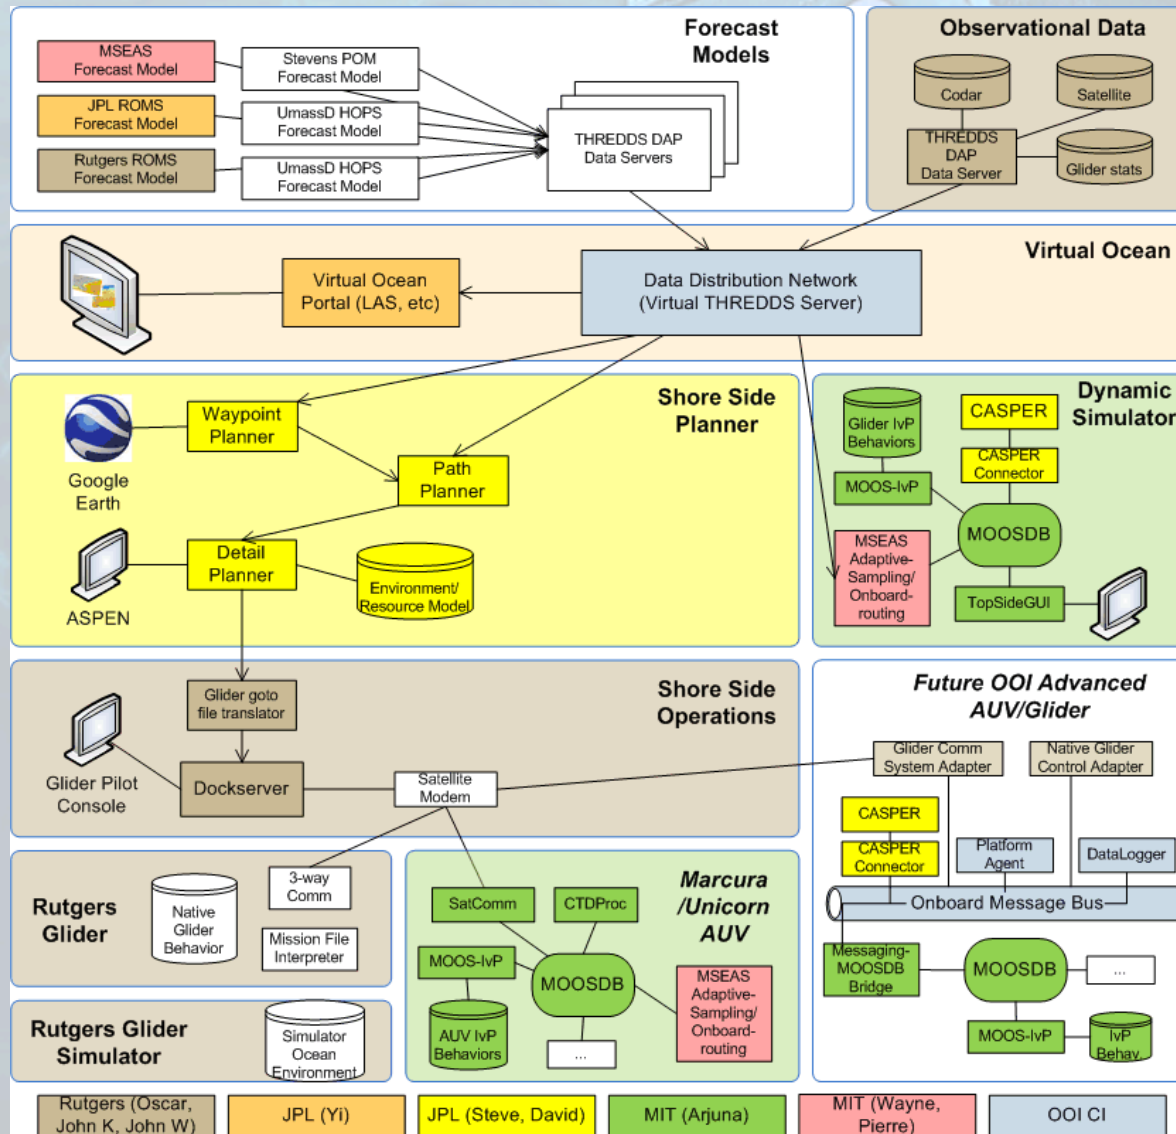 Forecast
Models
MSEAS
Forecast Model
Stevens POM
Forecast Model
JPL ROMS
Forecast Model
UmassD HOPS
Forecast Model
Rutgers ROMS
Forecast Model
UmassD HOPS
Forecast Model
THREDDS DAP
Data Servers
Observational Data
Codar
Satellite
THREDDS
DAP
Data Server
Glider stats
Virtual Ocean
Virtual Ocean
Portal (LAS, etc)
Data Distribution Network
(Virtual THREDDS Server)
Shore Side
Planner
Waypoint
Planner
Google
Earth
Path
Planner
Detail
Planner
Environment/
Resource Model
ASPEN
Dynamic
Simulator
Glider IvP
Behaviors
CASPER
CASPER
Connector
MOOS-IvP
MOOSDB
MSEAS
Adaptive-
Sampling/
Onboard-
routing
TopSideGUI
Shore Side
Operations
Glider goto
file translator
Glider Pilot
Console
Dockserver
Satellite
Modem
Future OOI Advanced
AUV/Glider
Glider Comm
System Adapter
Native Glider
Control Adapter
CASPER
CASPER
Connector
Platform
Agent
DataLogger
Onboard Message Bus
Messaging-
MOOSDB
Bridge
MOOSDB
...
MOOS-IvP
IvP
Behav.
Rutgers
Glider
Native
Glider
Behavior
3-way
Comm
Mission File
Interpreter
Marcura
/Unicorn
AUV
SatComm
CTDProc
MOOS-IvP
MOOSDB
AUV IvP
Behaviors
...
MSEAS
Adaptive-
Sampling/
Onboard-
routing
Rutgers Glider
Simulator
Simulator
Ocean
Environment
Rutgers (Oscar,
John K, John W)
JPL (Yi)
JPL (Steve, David)
MIT (Arjuna)
MIT (Wayne,
Pierre)
OOI CI